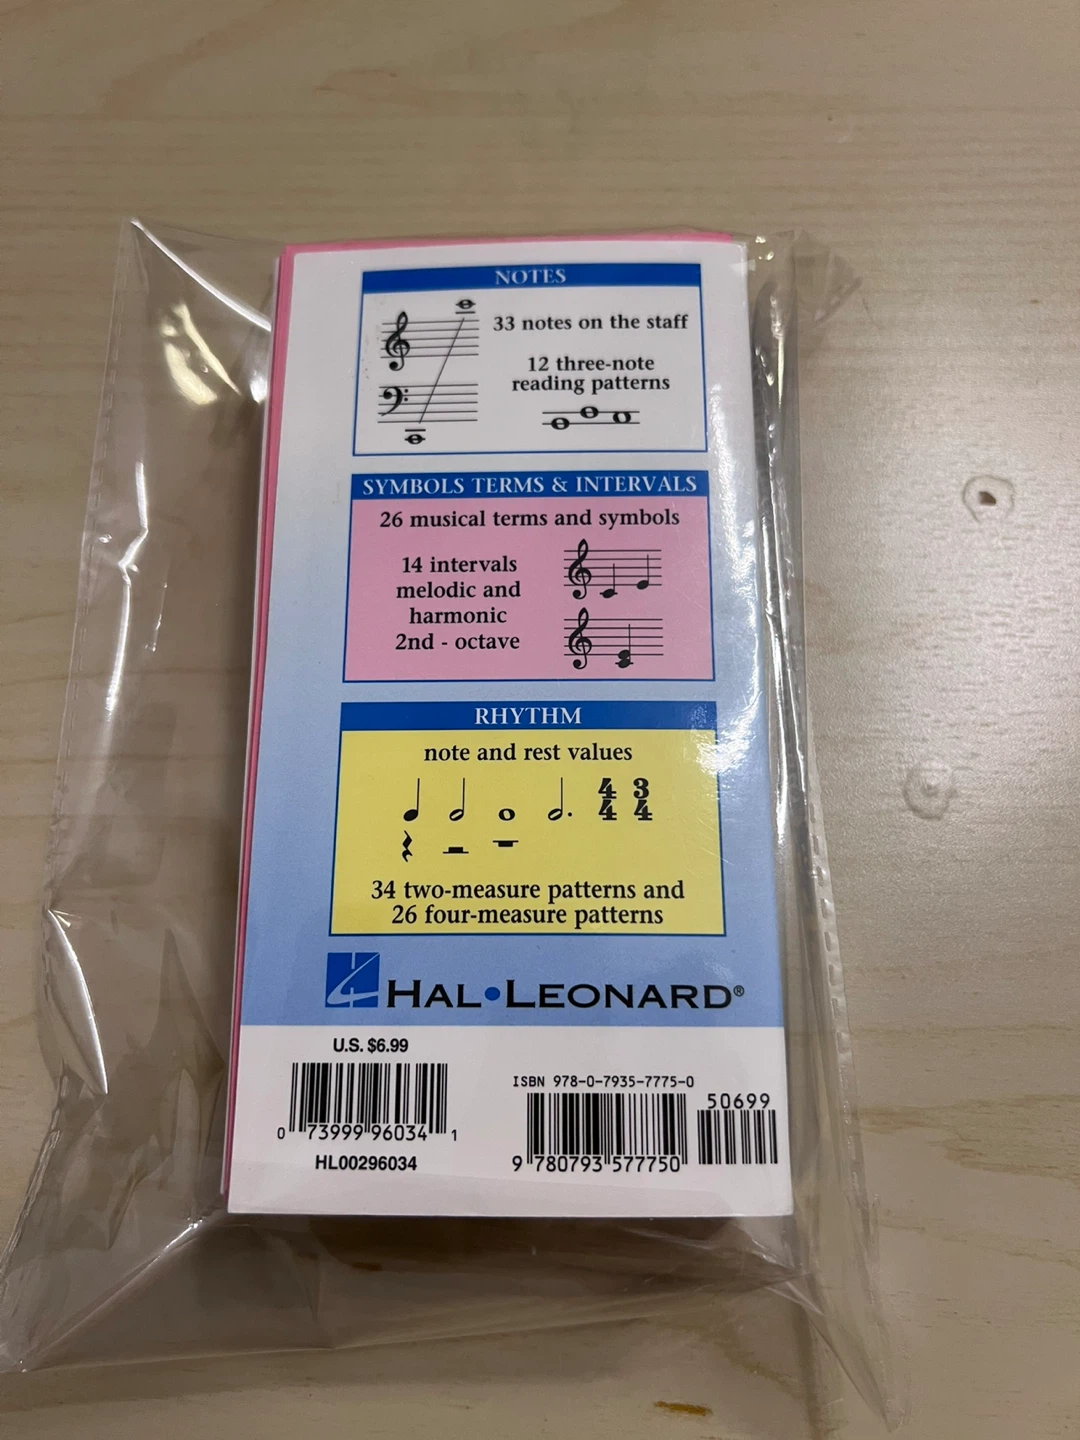 NOTES
33 notes on the staff
12 three-note
reading patterns
SYMBOLS TERMS & INTERVALS
26 musical terms and symbols
14 intervals
melodic and
harmonic
2nd - octave
RHYTHM
note and rest values
4 3
4 4
34 two-measure patterns and
26 four-measure patterns
HAL•LEONARD®
U.S. $6.99
0 73999 96034 1
HL00296034
ISBN 978-0-7935-7775-0
50699
9 780793 577750